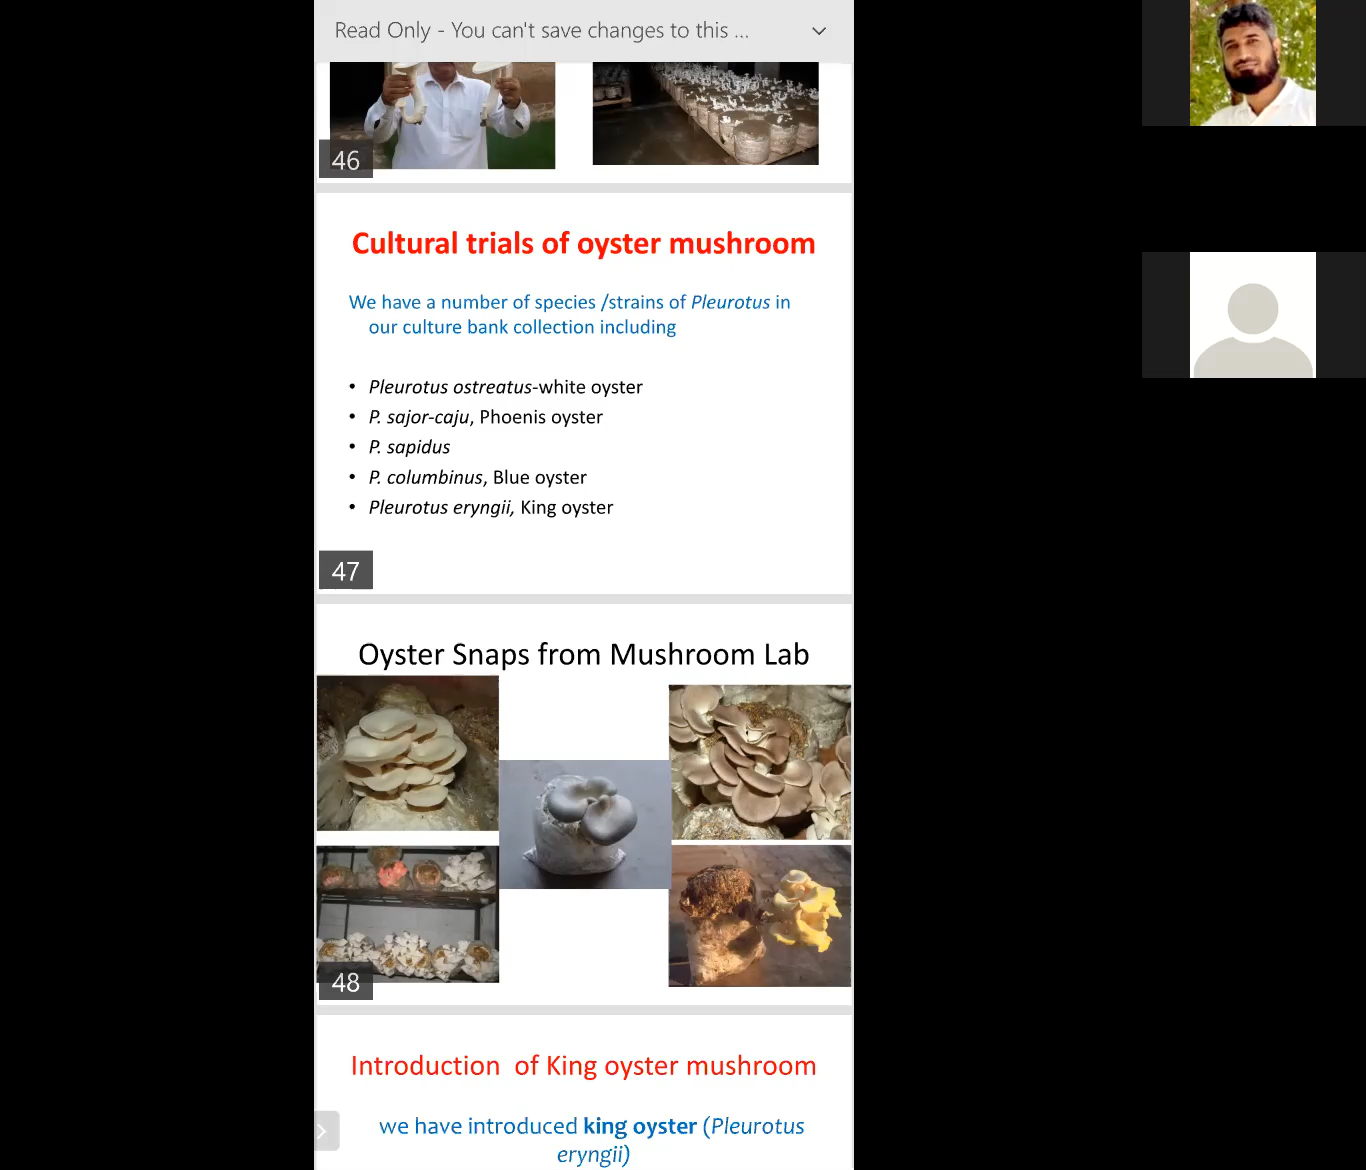 Read Only - You can't save changes to this ...
46
Cultural trials of oyster mushroom
We have a number of species /strains of Pleurotus in
our culture bank collection including
• Pleurotus ostreatus-white oyster
• P. sajor-caju, Phoenis oyster
• P. sapidus
• P. columbinus, Blue oyster
• Pleurotus eryngii, King oyster
47
Oyster Snaps from Mushroom Lab
48
Introduction of King oyster mushroom
we have introduced king oyster (Pleurotus
eryngii)